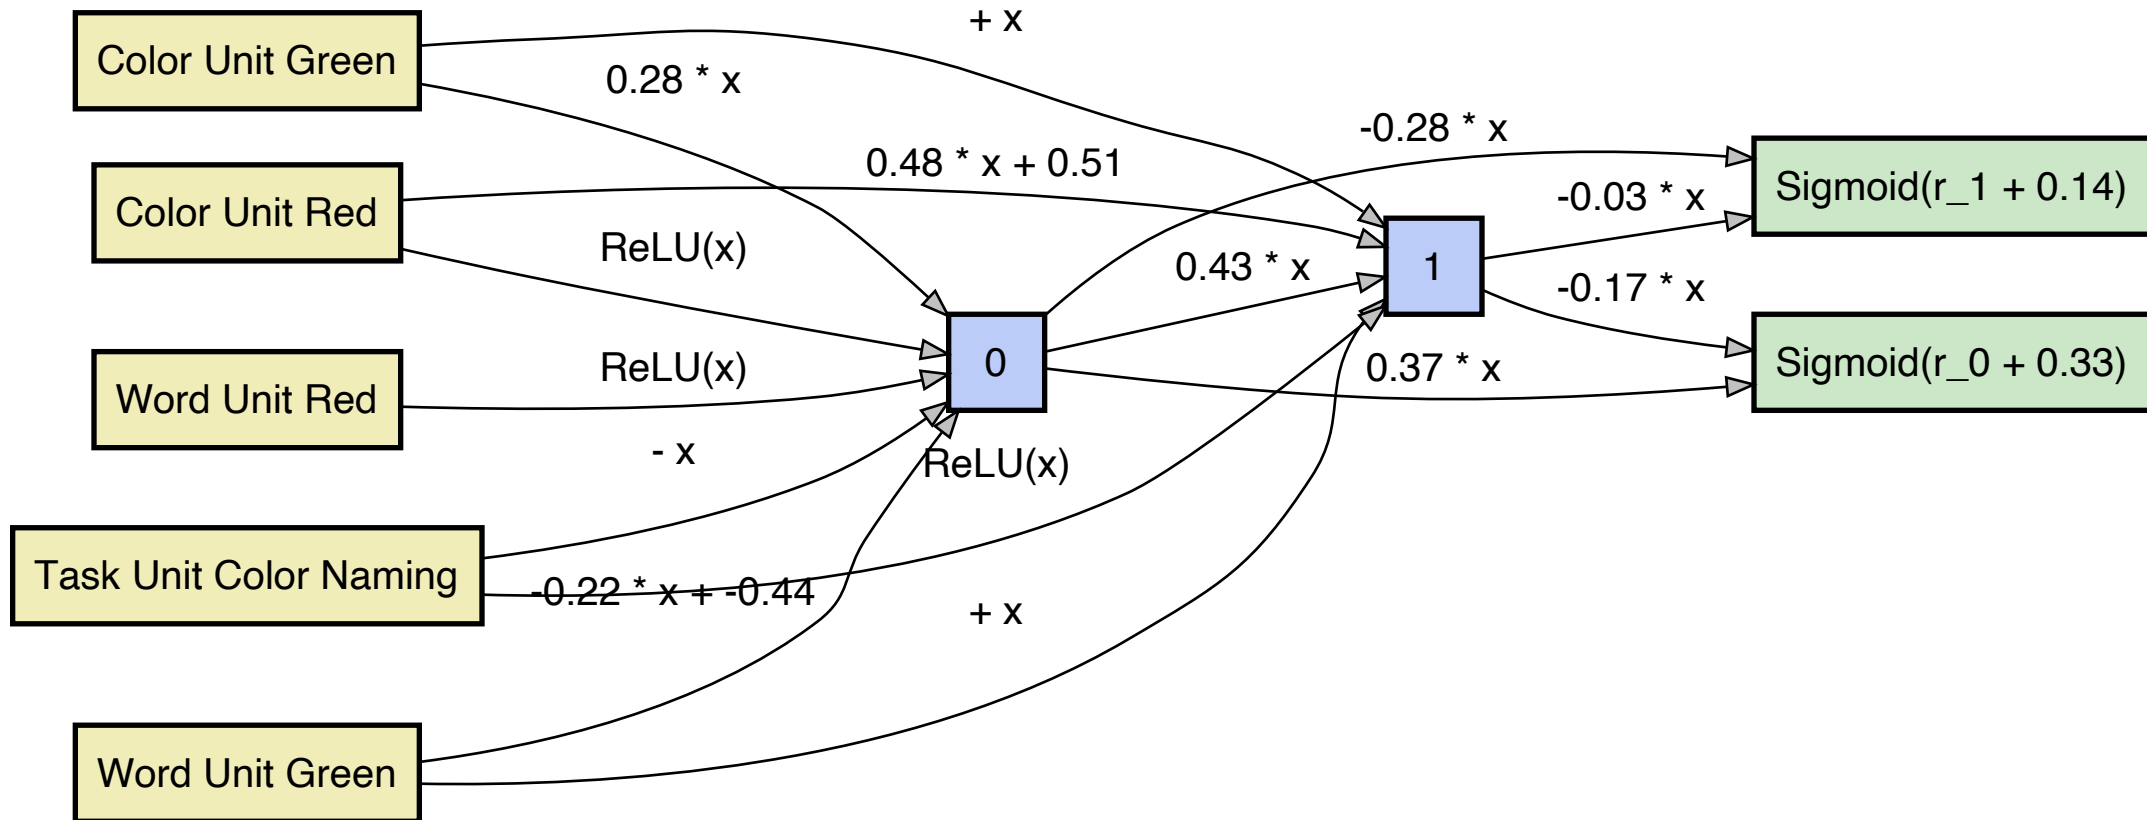 + x
Color Unit Green
0.28 * x
-0.28 * x
0.48 * x + 0.51
Sigmoid(r_1 + 0.14)
-0.03 * x
Color Unit Red
ReLU(x)
0.43 * x
1
-0.17 * x
ReLU(x)
0
0.37 * x
Sigmoid(r_0 + 0.33)
Word Unit Red
- x
ReLU(x)
Task Unit Color Naming
-0.22 * x + -0.44
+ x
Word Unit Green